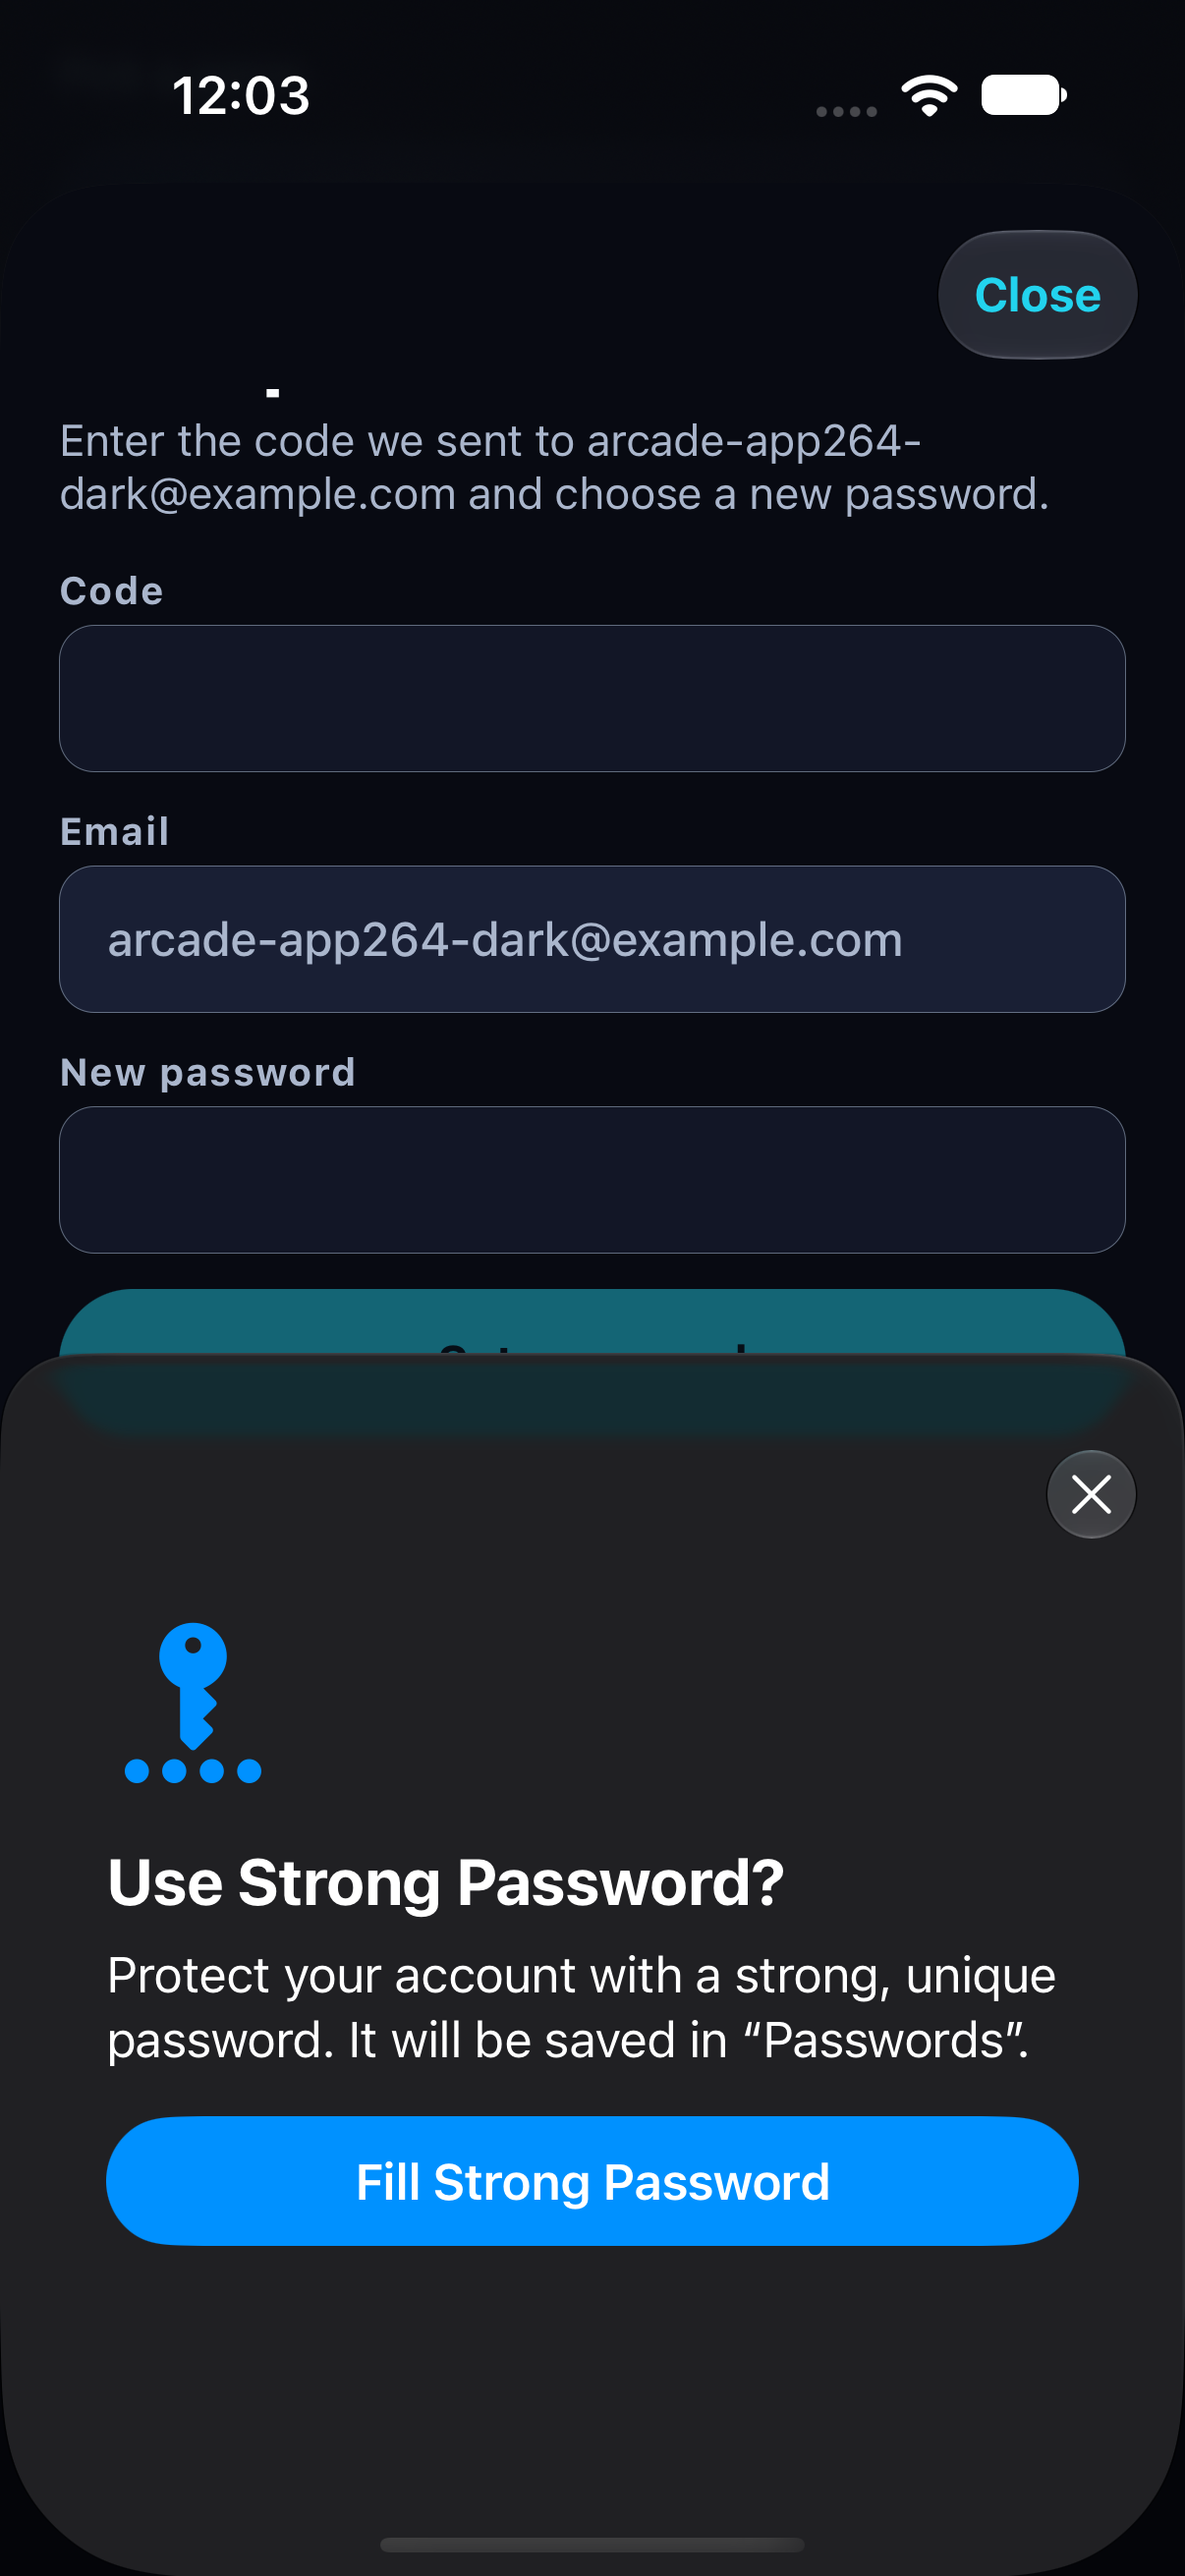 12:03
Close
Enter the code we sent to arcade-app264-
dark@example.com and choose a new password.
Code
Email
arcade-app264-dark@example.com
New password
Use Strong Password?
Protect your account with a strong, unique
password. It will be saved in “Passwords”.
Fill Strong Password